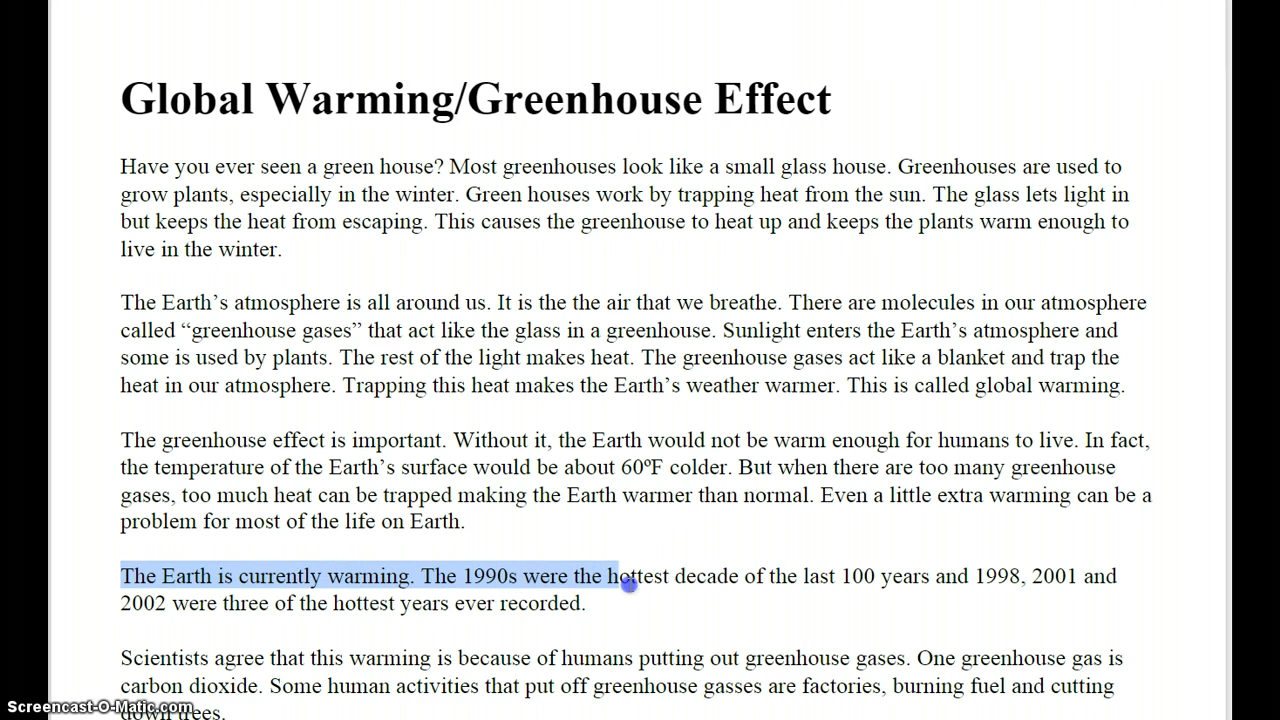 Global Warming/Greenhouse Effect
Have you ever seen a green house? Most greenhouses look like a small glass house. Greenhouses are used to
grow plants, especially in the winter. Green houses work by trapping heat from the sun. The glass lets light in
but keeps the heat from escaping. This causes the greenhouse to heat up and keeps the plants warm enough to
live in the winter.
The Earth’s atmosphere is all around us. It is the the air that we breathe. There are molecules in our atmosphere
called “greenhouse gases” that act like the glass in a greenhouse. Sunlight enters the Earth’s atmosphere and
some is used by plants. The rest of the light makes heat. The greenhouse gases act like a blanket and trap the
heat in our atmosphere. Trapping this heat makes the Earth’s weather warmer. This is called global warming.
The greenhouse effect is important. Without it, the Earth would not be warm enough for humans to live. In fact,
the temperature of the Earth’s surface would be about 60ºF colder. But when there are too many greenhouse
gases, too much heat can be trapped making the Earth warmer than normal. Even a little extra warming can be a
problem for most of the life on Earth.
The Earth is currently warming. The 1990s were the hottest decade of the last 100 years and 1998, 2001 and
2002 were three of the hottest years ever recorded.
Scientists agree that this warming is because of humans putting out greenhouse gases. One greenhouse gas is
carbon dioxide. Some human activities that put off greenhouse gasses are factories, burning fuel and cutting
down trees.
Screencast-O-Matic.com